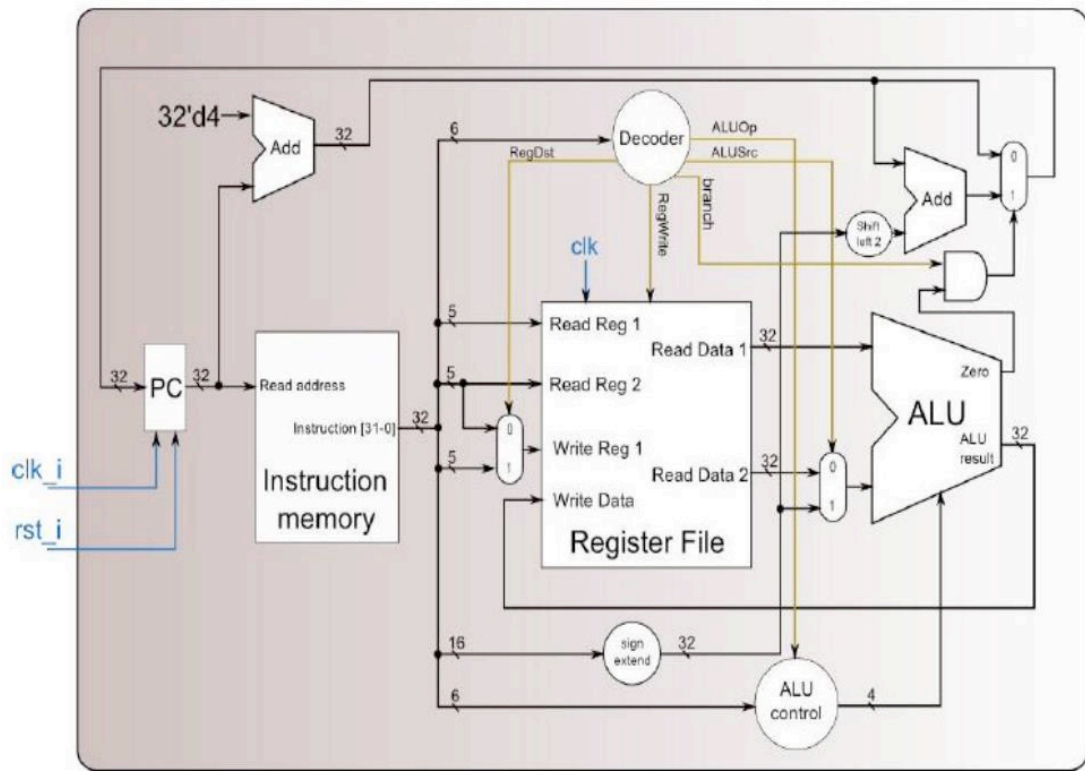 32'd4
Add
32
6
Decoder
ALUOp
RegDst
ALUSrc
branch
RegWrite
0
1
Add
Shift
left 2
clk
5
Read Reg 1
Read Data 1
32
32
PC
32
Read address
Instruction [31-0]
32
Instruction
memory
5
Read Reg 2
0
1
5
Write Reg 1
Read Data 2
32
Write Data
Register File
0
1
Zero
ALU
ALU
result
32
clk_i
rst_i
16
sign
extend
32
6
ALU
control
4